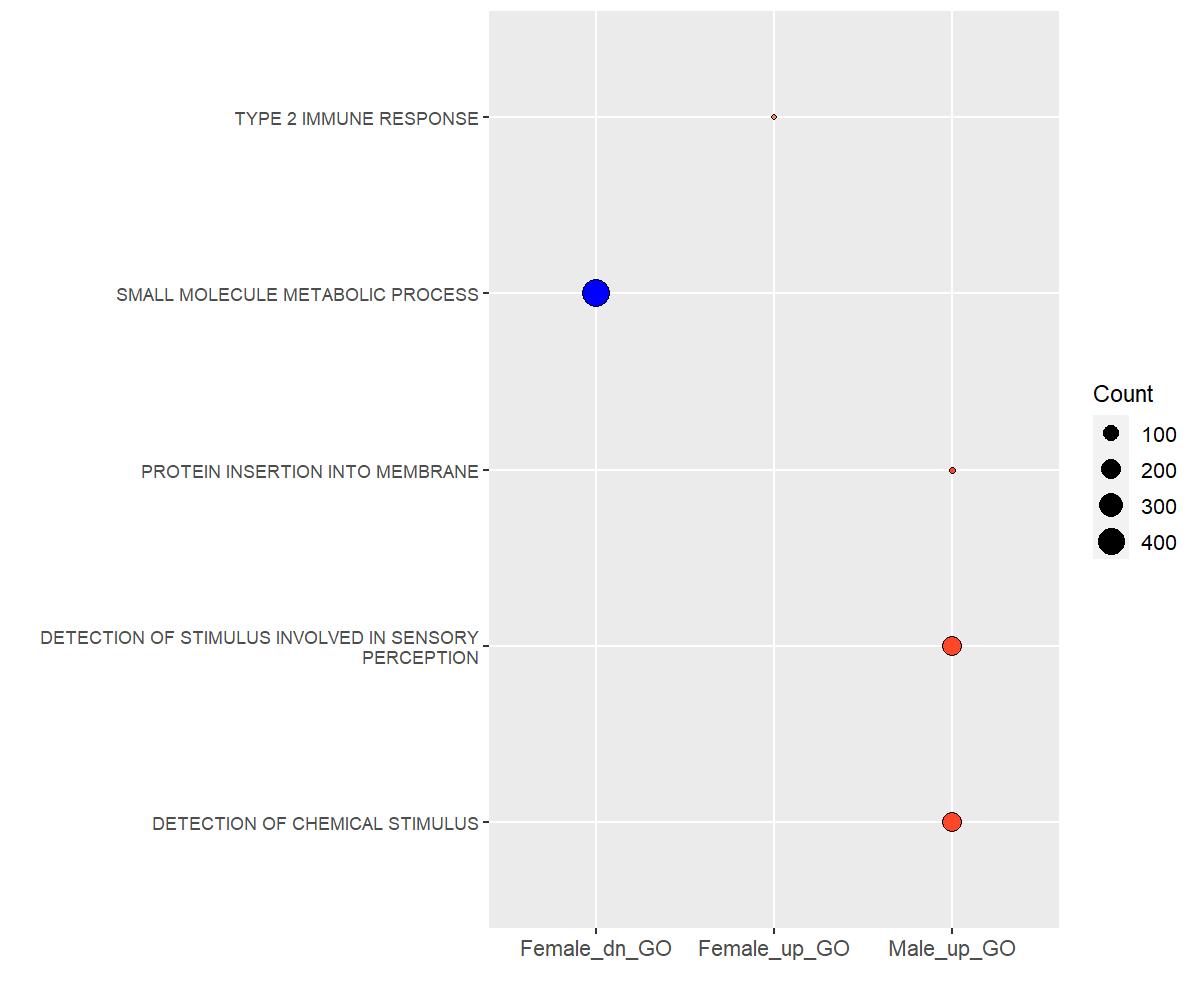 TYPE 2 IMMUNE RESPONSE
SMALL MOLECULE METABOLIC PROCESS
PROTEIN INSERTION INTO MEMBRANE
DETECTION OF STIMULUS INVOLVED IN SENSORY
PERCEPTION
DETECTION OF CHEMICAL STIMULUS
Female_dn_GO
Female_up_GO
Male_up_GO
Count
100
200
300
400